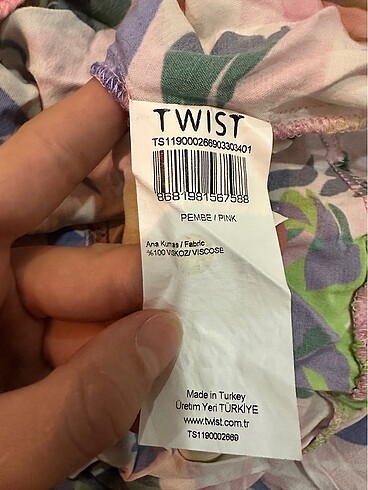 TWIST
TS119000266903303401
8681981567588
PEMBE / PINK
Ana Kumaş / Fabric
%100 VİSKOZ/ VISCOSE
Made in Turkey
Üretim Yeri TÜRKİYE
www.twist.com.tr
TS1190002669